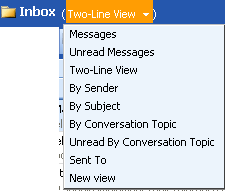 Inbox (Two-Line View )
Messages
Unread Messages
Two-Line View
By Sender
By Subject
By Conversation Topic
Unread By Conversation Topic
Sent To
New view